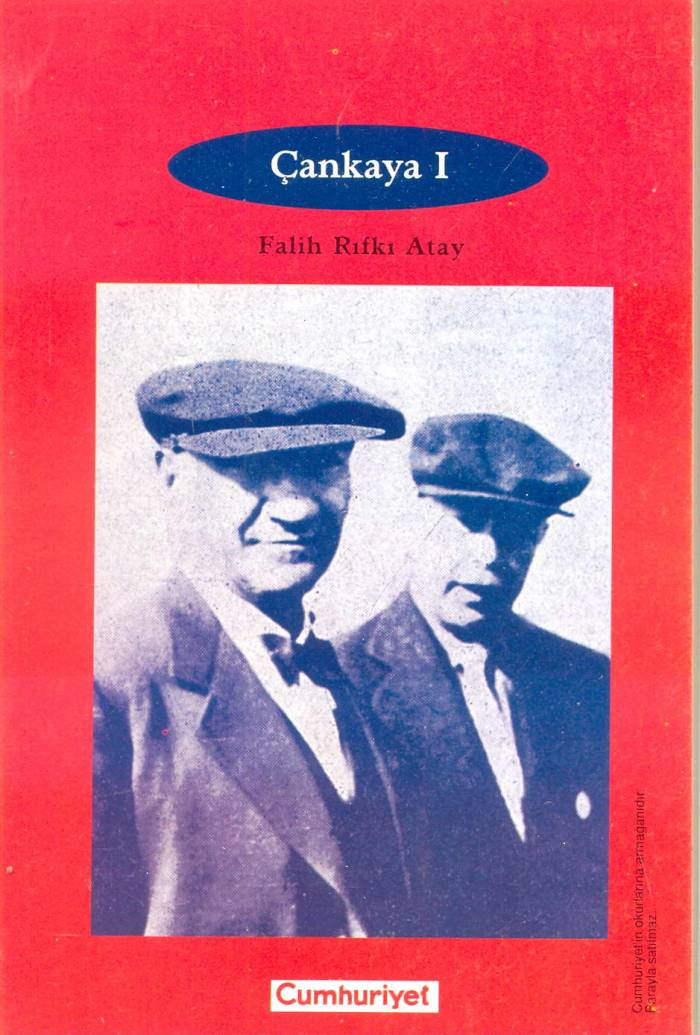 Çankaya I
Falih Rıfkı Atay
Cumhuriyet
Cumhuriyet'in okurlarına armağanıdır
Parayla satılmaz.